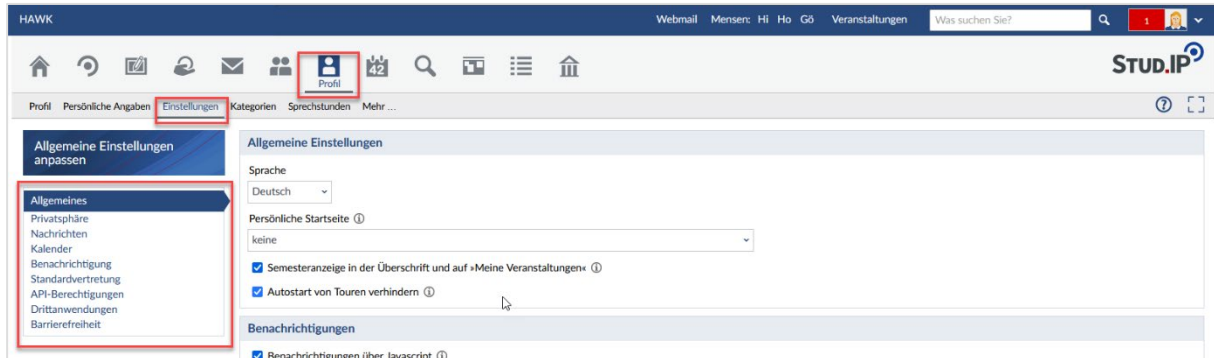 HAWK
Webmail Mensen: Hi Ho Gö Veranstaltungen Was suchen Sie? 1
42
Profil
STUD.IP
Profil Persönliche Angaben Einstellungen Kategorien Sprechstunden Mehr ...
Allgemeine Einstellungen
anpassen
Allgemeines
Privatsphäre
Nachrichten
Kalender
Benachrichtigung
Standardvertretung
API-Berechtigungen
Drittanwendungen
Barrierefreiheit
Allgemeine Einstellungen
Sprache
Deutsch
Persönliche Startseite
keine
Semesteranzeige in der Überschrift und auf »Meine Veranstaltungen«
Autostart von Touren verhindern
Benachrichtigungen
Benachrichtigungen über Javascript